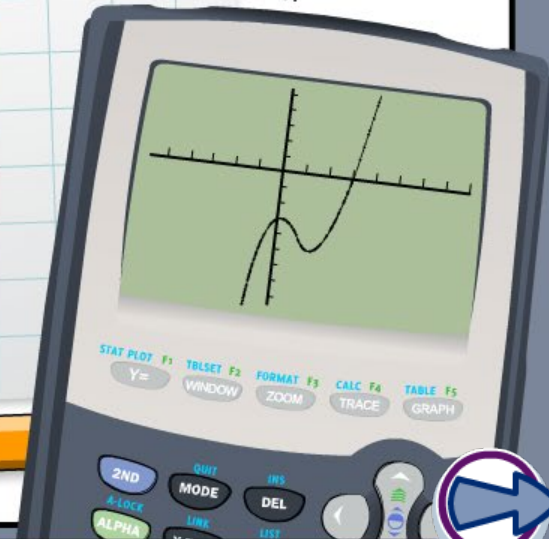 STAT PLOT F1 TBLSET F2 FORMAT F3 CALC F4 TABLE F5
Y= WINDOW ZOOM TRACE GRAPH
QUIT INS
2ND MODE DEL
A-LOCK LINK LIST
ALPHA